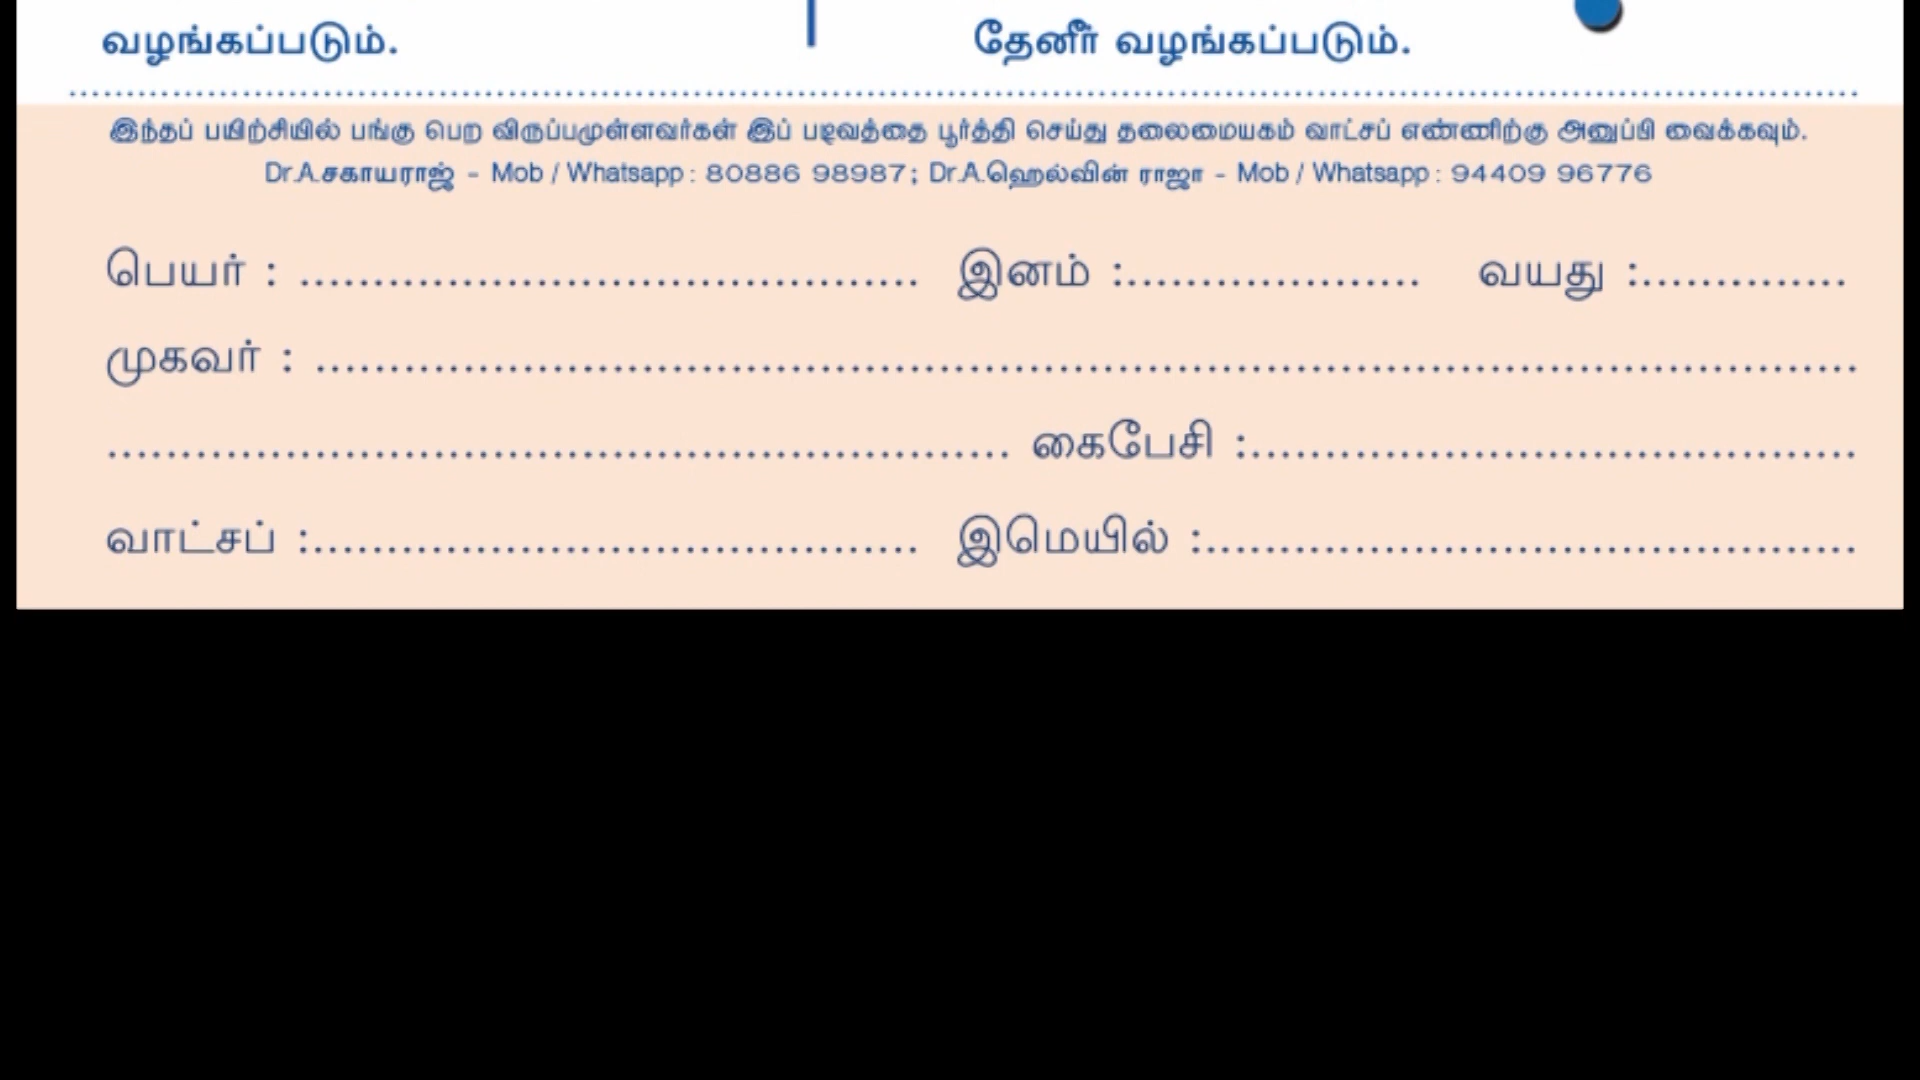 வழங்கப்படும். தேனீர் வழங்கப்படும்.
இந்தப் பயிற்சியில் பங்கு பெற விருப்பமுள்ளவர்கள் இப் படிவத்தை பூர்த்தி செய்து தலைமையகம் வாட்சப் எண்ணிற்கு அனுப்பி வைக்கவும்.
Dr.A.சகாயராஜ் - Mob / Whatsapp : 80886 98987; Dr.A.ஹெல்வின் ராஜா - Mob / Whatsapp : 94409 96776
பெயர் : .......................................... இனம் :.................... வயது :..............
முகவர் : ........................................................................................................
............................................................. கைபேசி :.........................................
வாட்சப் :......................................... இமெயில் :............................................